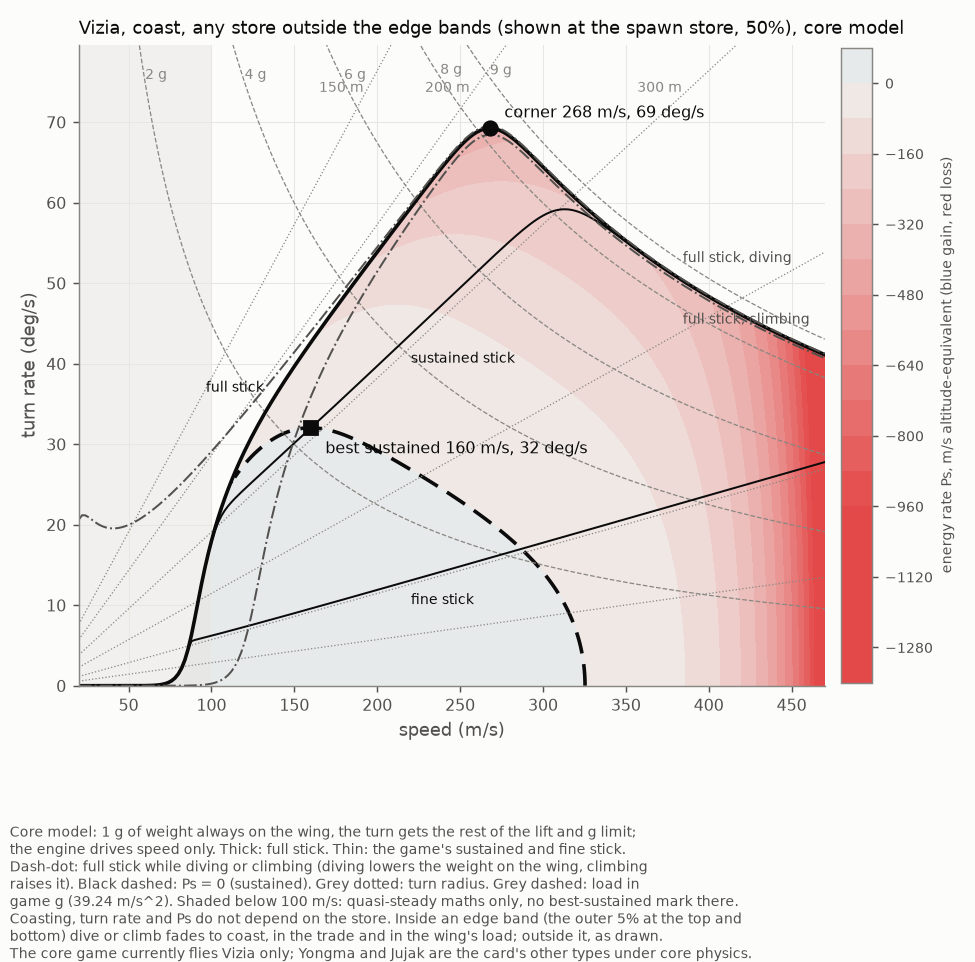 Vizia, coast, any store outside the edge bands (shown at the spawn store, 50%), core model
2 g
4 g
6 g
8 g
9 g
150 m
200 m
300 m
corner 268 m/s, 69 deg/s
full stick, diving
full stick, climbing
sustained stick
full stick
best sustained 160 m/s, 32 deg/s
fine stick
turn rate (deg/s)
70
60
50
40
30
20
10
0
50
100
150
200
250
300
350
400
450
speed (m/s)
0
−160
−320
−480
−640
−800
−960
−1120
−1280
energy rate Ps, m/s altitude-equivalent (blue gain, red loss)
Core model: 1 g of weight always on the wing, the turn gets the rest of the lift and g limit;
the engine drives speed only. Thick: full stick. Thin: the game's sustained and fine stick.
Dash-dot: full stick while diving or climbing (diving lowers the weight on the wing, climbing
raises it). Black dashed: Ps = 0 (sustained). Grey dotted: turn radius. Grey dashed: load in
game g (39.24 m/s^2). Shaded below 100 m/s: quasi-steady maths only, no best-sustained mark there.
Coasting, turn rate and Ps do not depend on the store. Inside an edge band (the outer 5% at the top and
bottom) dive or climb fades to coast, in the trade and in the wing's load; outside it, as drawn.
The core game currently flies Vizia only; Yongma and Jujak are the card's other types under core physics.